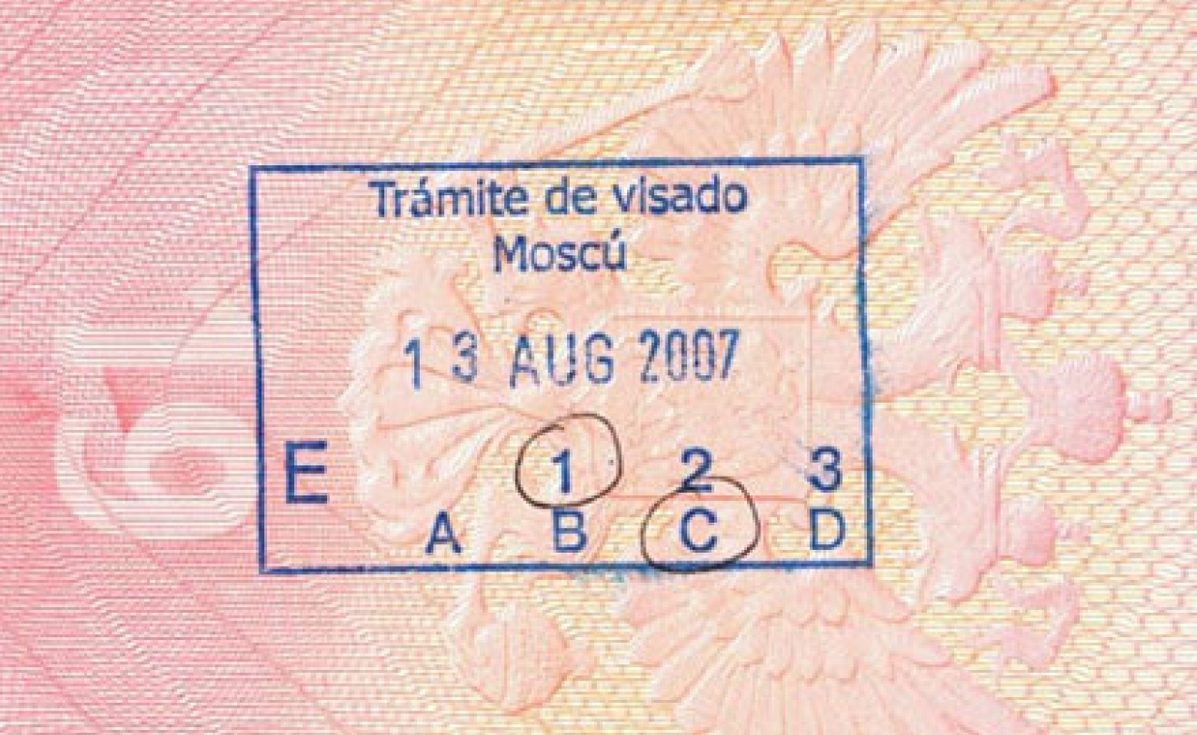 Trámite de visado
Moscú
13 AUG 2007
E 1 2 3
A B C D